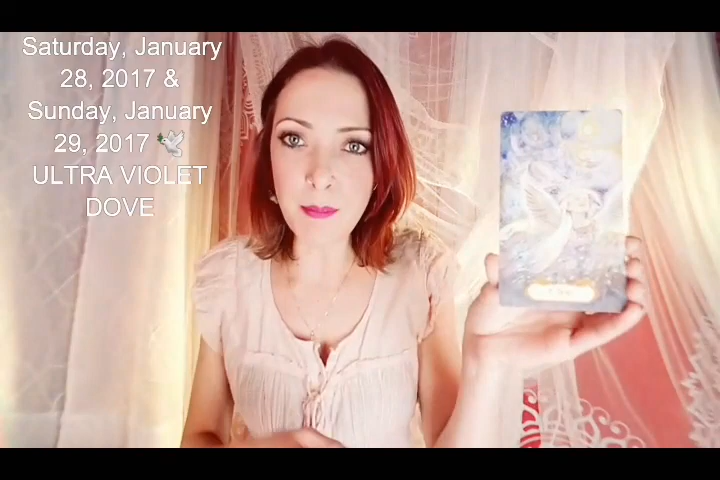 Saturday, January
28, 2017 &
Sunday, January
29, 2017 🕊
ULTRA VIOLET
DOVE